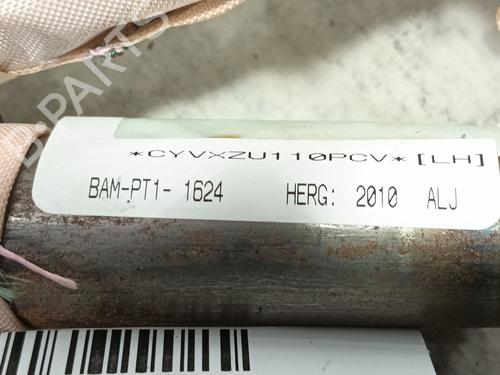 B-PARTS
*CYVXZU110PCV*[LH]
BAM-PT1- 1624 HERG: 2010 ALJ